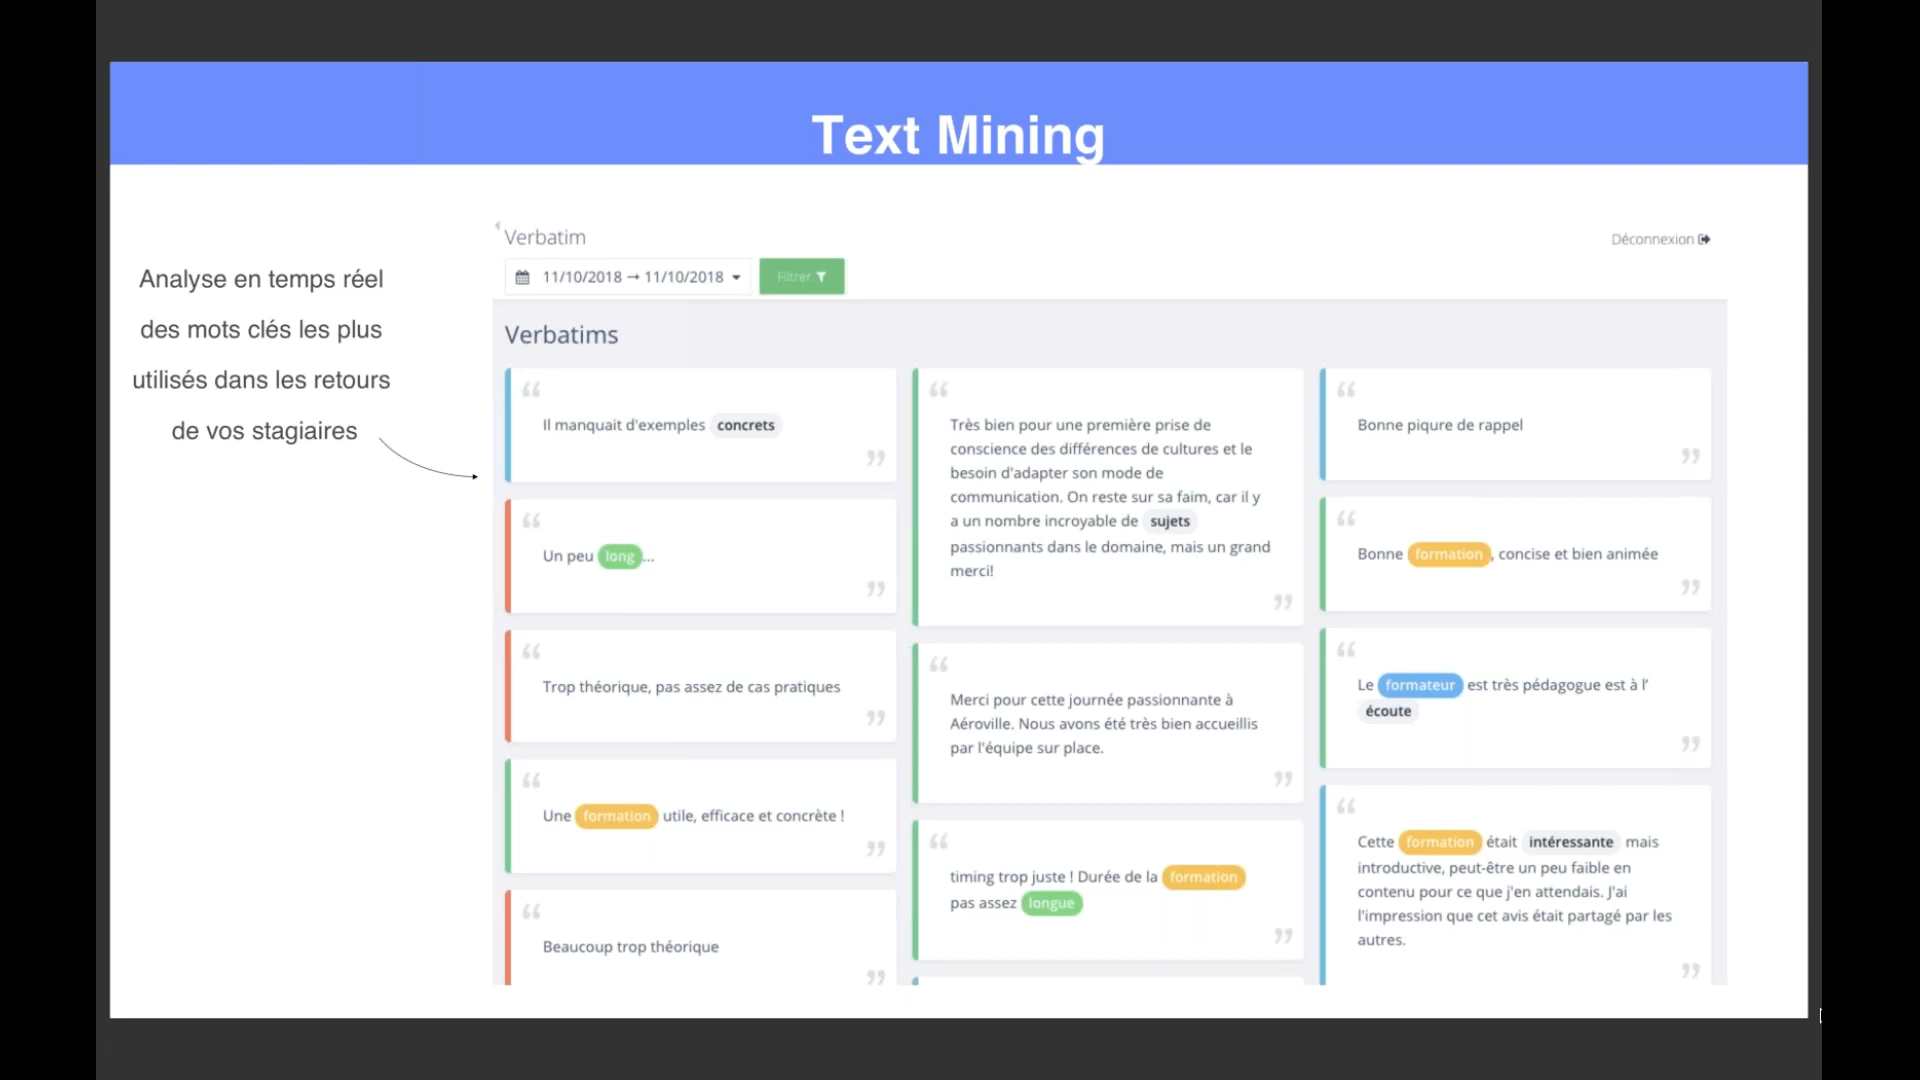 Text Mining
Analyse en temps réel
des mots clés les plus
utilisés dans les retours
de vos stagiaires
Verbatim
Déconnexion
11/10/2018 → 11/10/2018
Filtrer
Verbatims
Il manquait d'exemples concrets
Un peu long...
Trop théorique, pas assez de cas pratiques
Une formation utile, efficace et concrète !
Beaucoup trop théorique
Très bien pour une première prise de
conscience des différences de cultures et le
besoin d'adapter son mode de
communication. On reste sur sa faim, car il y
a un nombre incroyable de sujets
passionnants dans le domaine, mais un grand
merci!
Merci pour cette journée passionnante à
Aéroville. Nous avons été très bien accueillis
par l'équipe sur place.
timing trop juste ! Durée de la formation
pas assez longue
Bonne piqure de rappel
Bonne formation, concise et bien animée
Le formateur est très pédagogue est à l'
écoute
Cette formation était intéressante mais
introductive, peut-être un peu faible en
contenu pour ce que j'en attendais. J'ai
l'impression que cet avis était partagé par les
autres.